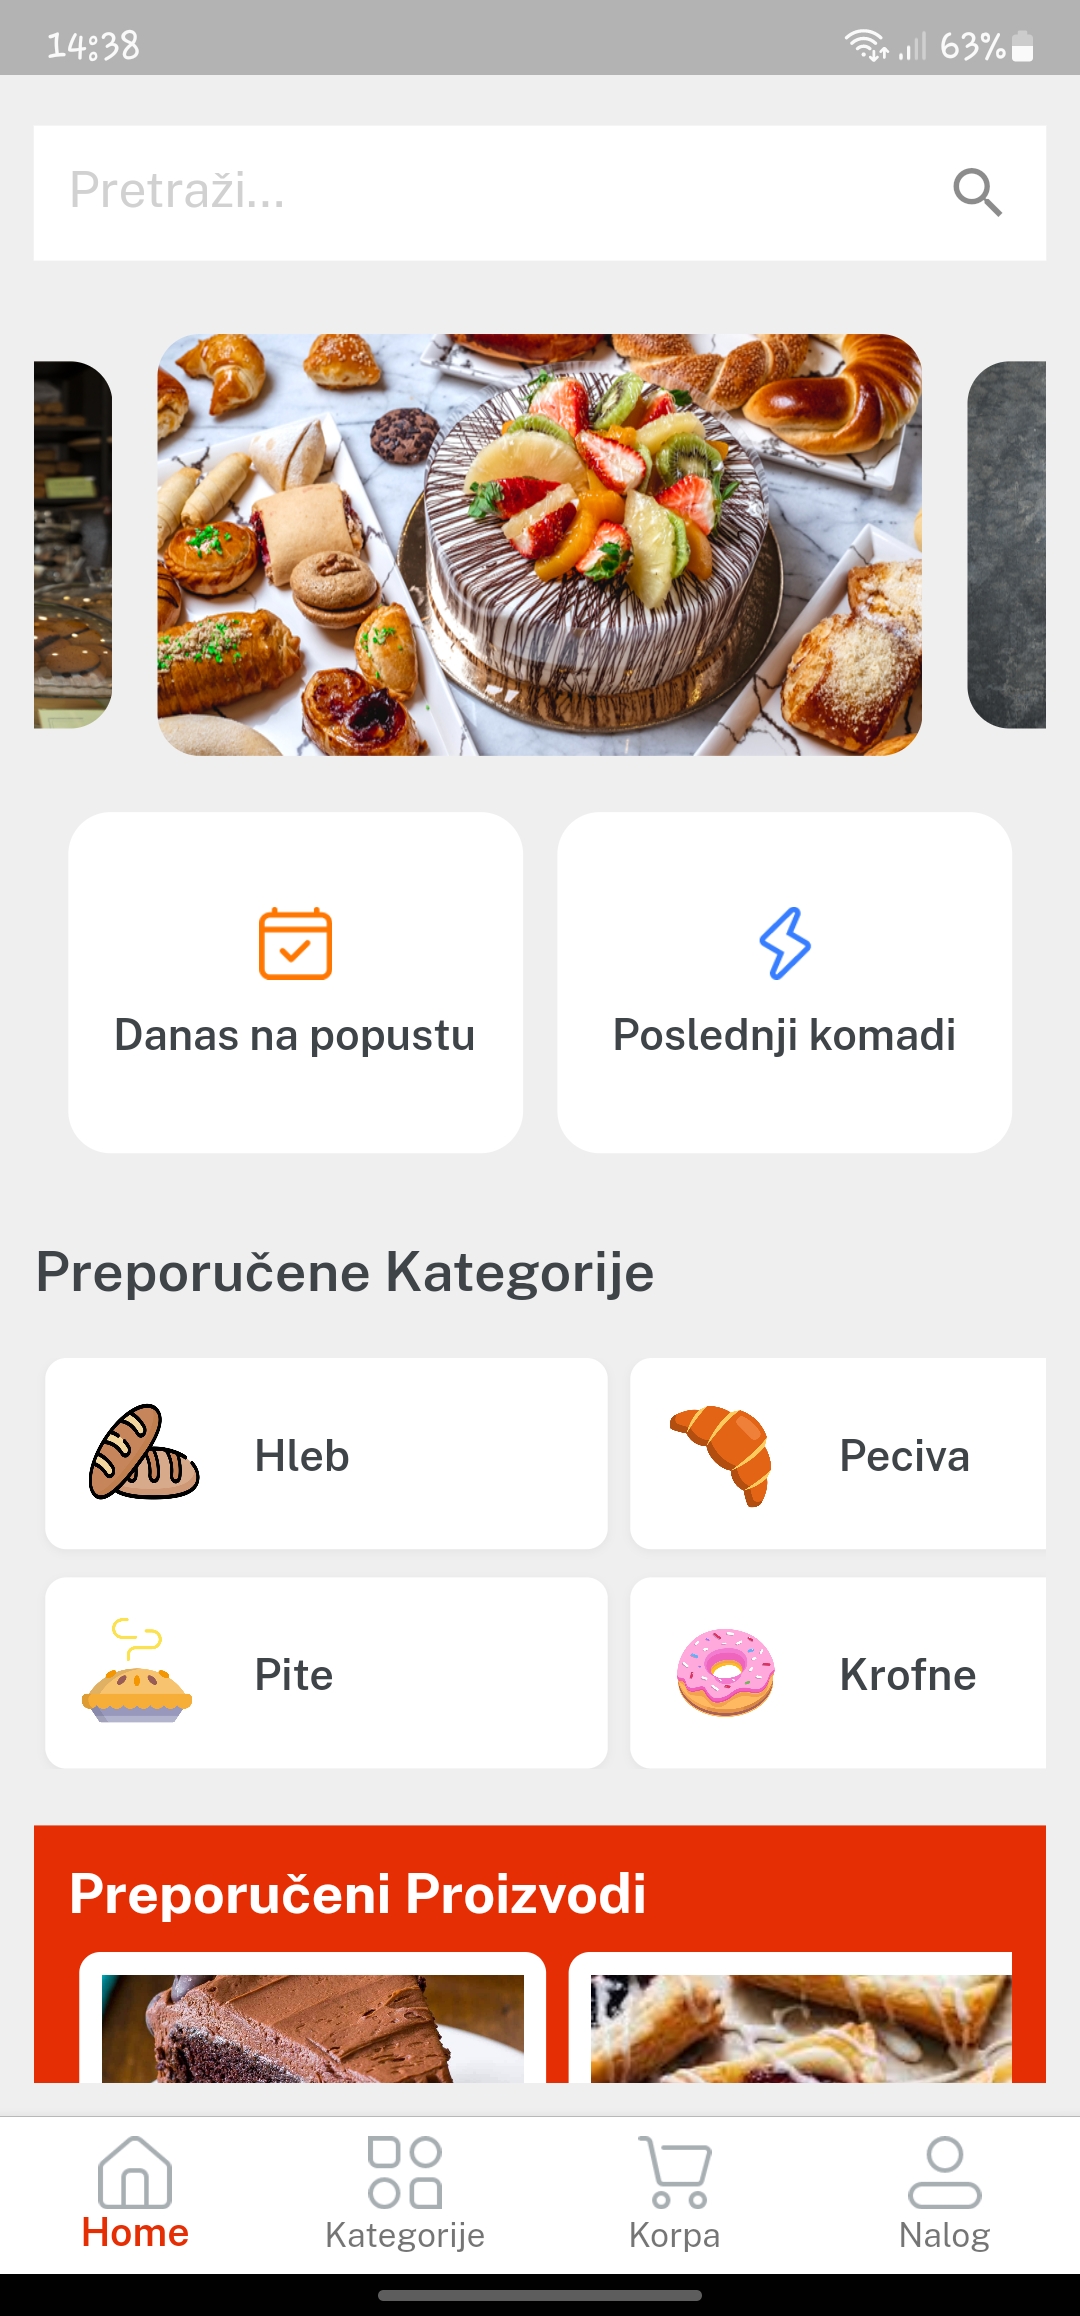 14:38
63%
Pretraži...
Danas na popustu
Poslednji komadi
Preporučene Kategorije
Hleb
Peciva
Pite
Krofne
Preporučeni Proizvodi
Home
Kategorije
Korpa
Nalog